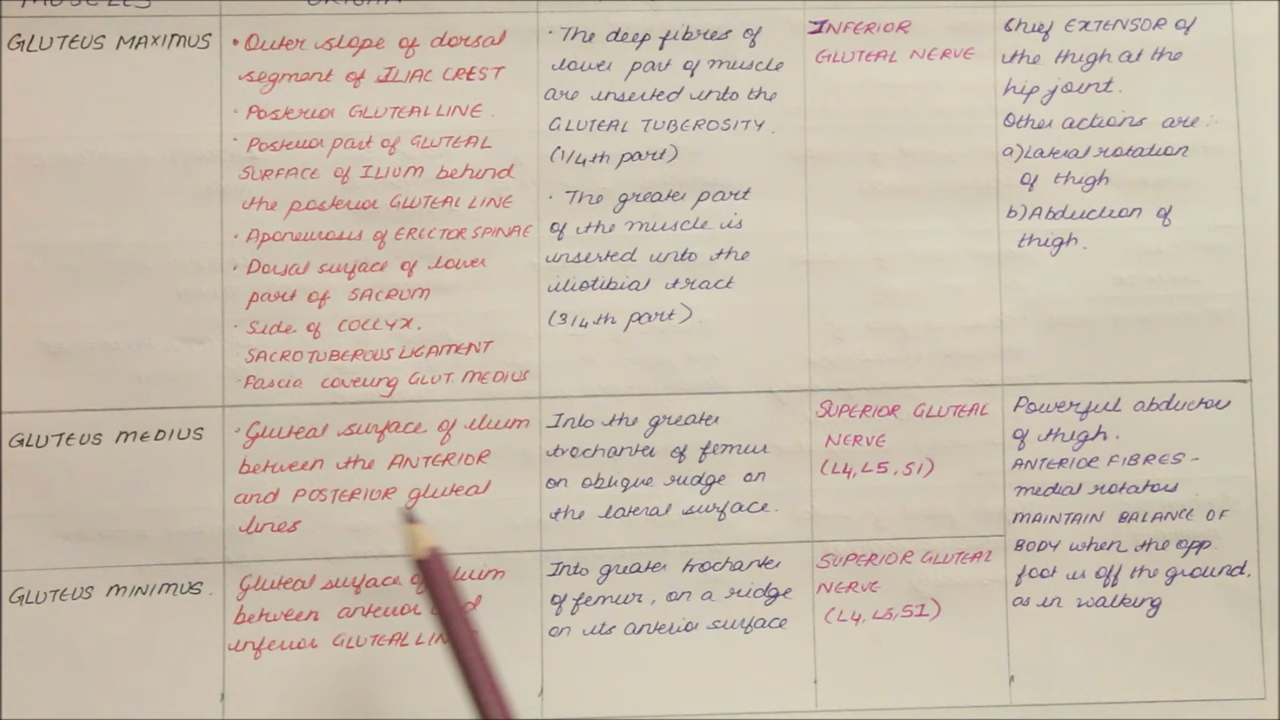 MUSCLES
ORIGIN
GLUTEUS MAXIMUS
• Outer slope of dorsal
segment of ILIAC CREST
· Posterior GLUTEAL LINE.
· Posterior part of GLUTEAL
SURFACE of ILIUM behind
the posterior GLUTEAL LINE
· Aponeurosis of ERECTOR SPINAE
· Dorsal surface of lower
part of SACRUM
· Side of COCCYX.
· SACROTUBEROUS LIGAMENT
· Fascia covering GLUT. MEDIUS
· The deep fibres of
lower part of muscle
are inserted into the
GLUTEAL TUBEROSITY.
(1/4th part)
· The greater part
of the muscle is
inserted into the
iliotibial tract
(3/4th part).
INFERIOR
GLUTEAL NERVE
Chief EXTENSOR of
the thigh at the
hip joint.
Other actions are:
a) Lateral rotation
of thigh
b) Abduction of
thigh.
GLUTEUS MEDIUS
· Gluteal surface of ilium
between the ANTERIOR
and POSTERIOR gluteal
lines
Into the greater
trochanter of femur
on oblique ridge on
the lateral surface.
SUPERIOR GLUTEAL
NERVE
(L4, L5, S1)
Powerful abductor
of thigh.
ANTERIOR FIBRES -
medial rotators
MAINTAIN BALANCE OF
BODY when the opp.
foot is off the ground,
as in walking
GLUTEUS MINIMUS.
Gluteal surface of ilium
between anterior and
inferior GLUTEAL LINE
Into greater trochanter
of femur, on a ridge
on its anterior surface
SUPERIOR GLUTEAL
NERVE
(L4, L5, S1)